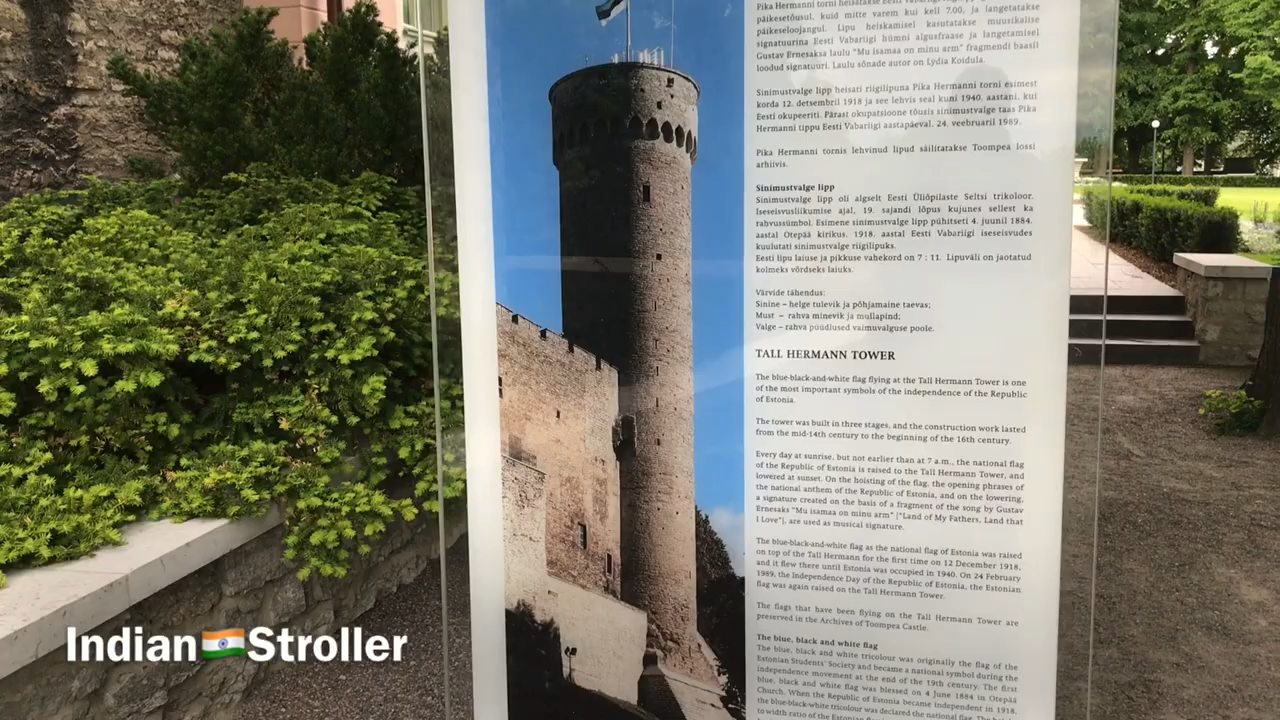 Pika Hermanni torni heisatakse Eesti Vabariigi
päikesetõusul, kuid mitte varem kui kell 7.00, ja langetatakse
päikeseloojangul. Lipu heiskamisel kasutatakse muusikalise
signatuurina Eesti Vabariigi hümni algusfraase ja langetamisel
Gustav Ernesaksa laulu "Mu isamaa on minu arm" fragmendi baasil
loodud signatuuri. Laulu sõnade autor on Lydia Koidula.
Sinimustvalge lipp heisati riigilipuna Pika Hermanni torni esimest
korda 12. detsembril 1918 ja see lehvis seal kuni 1940. aastani, kui
Eesti okupeeriti. Pärast okupatsioone tõusis sinimustvalge taas Pika
Hermanni tippu Eesti Vabariigi aastapäeval, 24. veebruaril 1989.
Pika Hermanni tornis lehvinud lipud säilitatakse Toompea lossi
arhiivis.
Sinimustvalge lipp
Sinimustvalge lipp oli algselt Eesti Üliõpilaste Seltsi trikoloor.
Iseseisvusliikumise ajal, 19. sajandi lõpus kujunes sellest ka
rahvussümbol. Esimene sinimustvalge lipp pühitseti 4. juunil 1884.
aastal Otepää kirikus. 1918. aastal Eesti Vabariigi iseseisvudes
kuulutati sinimustvalge riigilipuks.
Eesti lipu laiuse ja pikkuse vahekord on 7 : 11. Lipuväli on jaotatud
kolmeks võrdseks laiuks.
Värvide tähendus:
Sinine – helge tulevik ja põhjamaine taevas;
Must – rahva minevik ja mullapind;
Valge – rahva püüdlused vaimuvalguse poole.
TALL HERMANN TOWER
The blue-black-and-white flag flying at the Tall Hermann Tower is one
of the most important symbols of the independence of the Republic
of Estonia.
The tower was built in three stages, and the construction work lasted
from the mid-14th century to the beginning of the 16th century.
Every day at sunrise, but not earlier than at 7 a.m., the national flag
of the Republic of Estonia is raised to the Tall Hermann Tower, and
lowered at sunset. On the hoisting of the flag, the opening phrases of
the national anthem of the Republic of Estonia, and on the lowering,
a signature created on the basis of a fragment of the song by Gustav
Ernesaks "Mu isamaa on minu arm" ["Land of My Fathers, Land that
I Love"], are used as musical signature.
The blue-black-and-white flag as the national flag of Estonia was raised
on top of the Tall Hermann for the first time on 12 December 1918,
and it flew there until Estonia was occupied in 1940. On 24 February
1989, the Independence Day of the Republic of Estonia, the Estonian
flag was again raised on the Tall Hermann Tower.
The flags that have been flying on the Tall Hermann Tower are
preserved in the Archives of Toompea Castle.
The blue, black and white flag
The blue, black and white tricolour was originally the flag of the
Estonian Students' Society and became a national symbol during the
independence movement at the end of the 19th century. The first
blue, black and white flag was blessed on 4 June 1884 in Otepää
Church. When the Republic of Estonia became independent in 1918,
the blue-black-white tricolour was declared the national flag. The
to width ratio of the Estonian flag
Indian Stroller